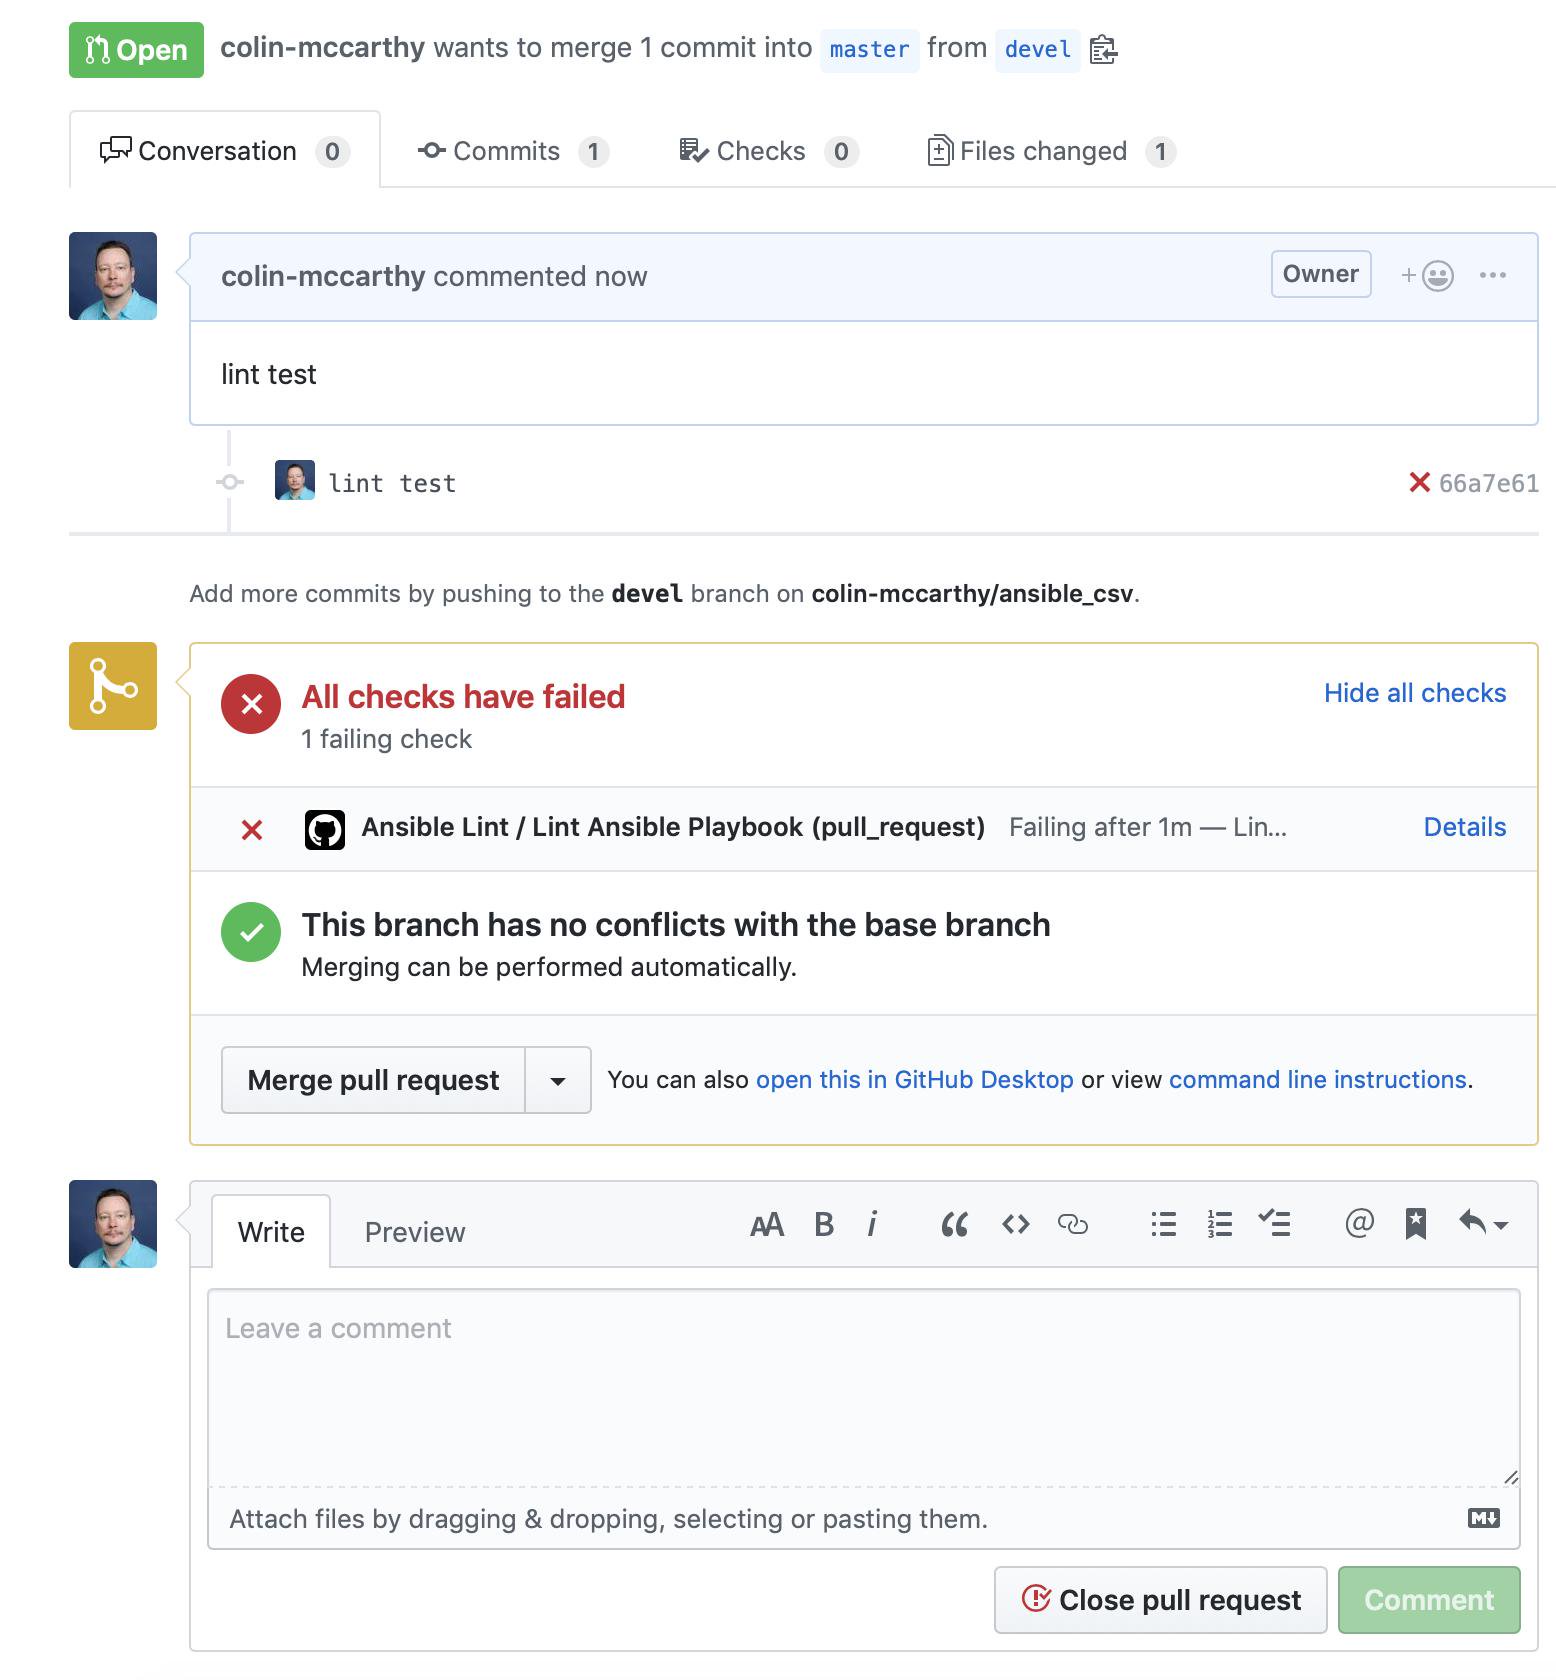 Open colin-mccarthy wants to merge 1 commit into master from devel
Conversation 0 Commits 1 Checks 0 Files changed 1
colin-mccarthy commented now Owner
lint test
lint test 66a7e61
Add more commits by pushing to the devel branch on colin-mccarthy/ansible_csv.
All checks have failed Hide all checks
1 failing check
Ansible Lint / Lint Ansible Playbook (pull_request) Failing after 1m — Lin... Details
This branch has no conflicts with the base branch
Merging can be performed automatically.
Merge pull request You can also open this in GitHub Desktop or view command line instructions.
Write Preview
Leave a comment
Attach files by dragging & dropping, selecting or pasting them.
Close pull request Comment